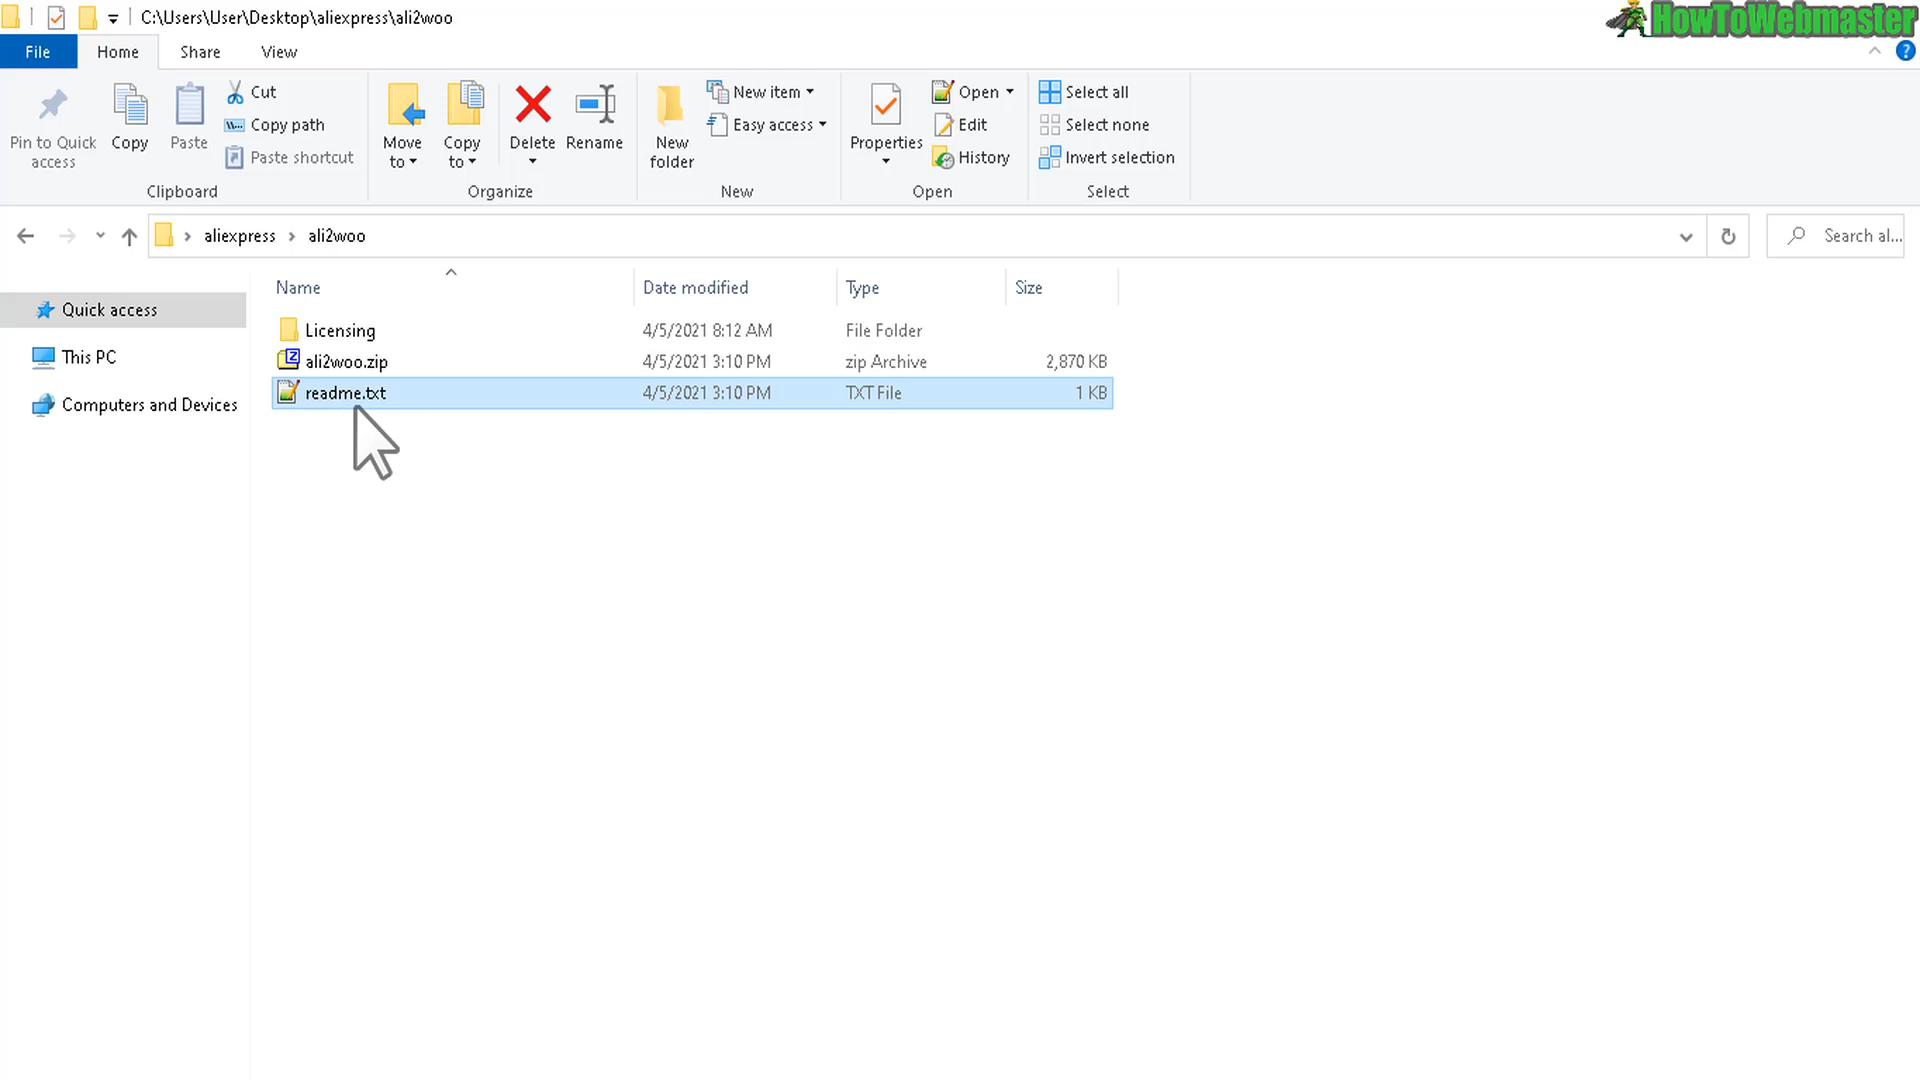 C:\Users\User\Desktop\aliexpress\ali2woo
HowToWebmaster
File Home Share View
Pin to Quick access
Copy
Paste
Cut
Copy path
Paste shortcut
Clipboard
Move to
Copy to
Delete
Rename
Organize
New folder
New item
Easy access
New
Properties
Open
Edit
History
Open
Select all
Select none
Invert selection
Select
aliexpress ali2woo
Search al...
Quick access
This PC
Computers and Devices
Name Date modified Type Size
Licensing 4/5/2021 8:12 AM File Folder
ali2woo.zip 4/5/2021 3:10 PM zip Archive 2,870 KB
readme.txt 4/5/2021 3:10 PM TXT File 1 KB